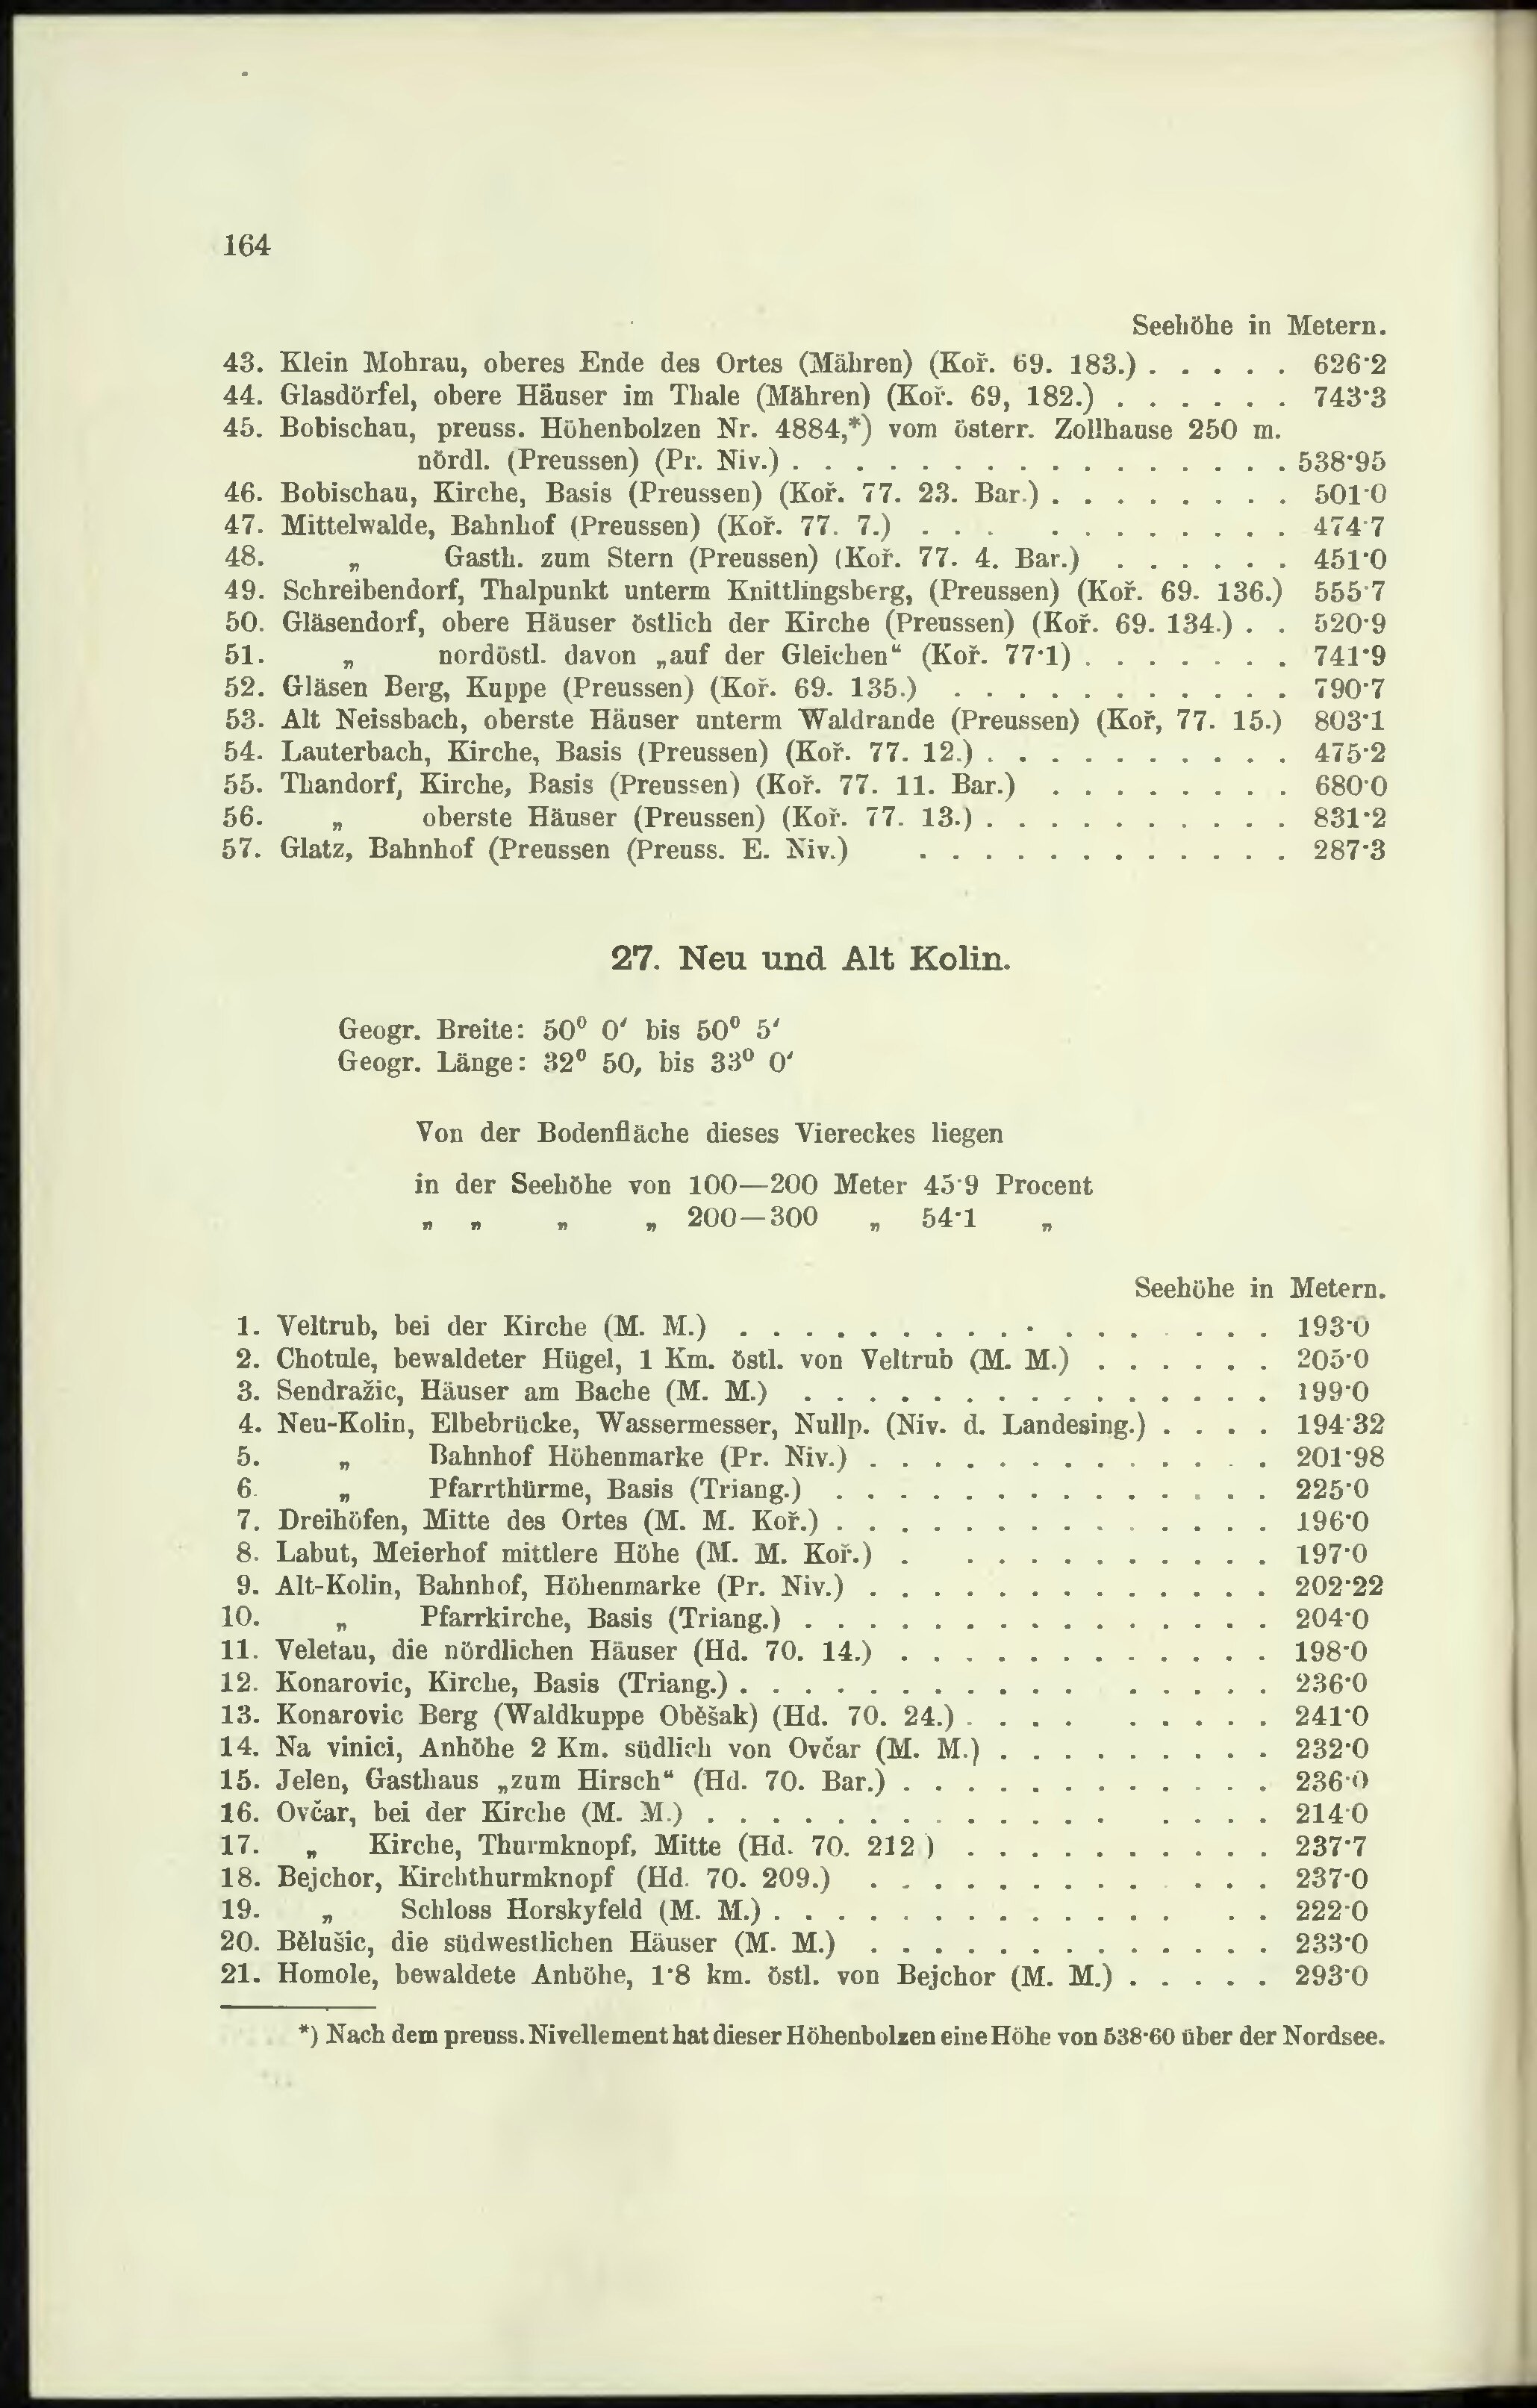 164
Seehöhe in Metern.
43. Klein Mohrau, oberes Ende des Ortes (Mähren) (Koř. 69. 183.) . . . . . 626·2
44. Glasdörfel, obere Häuser im Thale (Mähren) (Koř. 69, 182.) . . . . . . 743·3
45. Bobischau, preuss. Höhenbolzen Nr. 4884,*) vom österr. Zollhause 250 m.
nördl. (Preussen) (Pr. Niv.) . . . . . . . . . . . . . . . . 538·95
46. Bobischau, Kirche, Basis (Preussen) (Koř. 77. 23. Bar.) . . . . . . . . 501·0
47. Mittelwalde, Bahnhof (Preussen) (Koř. 77. 7.) . . . . . . . . . . . 474·7
48. „ Gasth. zum Stern (Preussen) (Koř. 77. 4. Bar.) . . . . . . 451·0
49. Schreibendorf, Thalpunkt unterm Knittlingsberg, (Preussen) (Koř. 69. 136.) 555·7
50. Gläsendorf, obere Häuser östlich der Kirche (Preussen) (Koř. 69. 134.) . . 520·9
51. „ nordöstl. davon „auf der Gleichen“ (Koř. 77·1) . . . . . . . 741·9
52. Gläsen Berg, Kuppe (Preussen) (Koř. 69. 135.) . . . . . . . . . . . 790·7
53. Alt Neissbach, oberste Häuser unterm Waldrande (Preussen) (Koř, 77. 15.) 803·1
54. Lauterbach, Kirche, Basis (Preussen) (Koř. 77. 12.) . . . . . . . . . . 475·2
55. Thandorf, Kirche, Basis (Preussen) (Koř. 77. 11. Bar.) . . . . . . . . 680·0
56. „ oberste Häuser (Preussen) (Koř. 77. 13.) . . . . . . . . . . 831·2
57. Glatz, Bahnhof (Preussen (Preuss. E. Niv.) . . . . . . . . . . . . 287·3
27. Neu und Alt Kolin.
Geogr. Breite: 50⁰ 0′ bis 50⁰ 5′
Geogr. Länge: 32⁰ 50, bis 33⁰ 0′
Von der Bodenfläche dieses Viereckes liegen
in der Seehöhe von 100—200 Meter 45·9 Procent
„ „ „ „ 200—300 „ 54·1 „
Seehöhe in Metern.
1. Veltrub, bei der Kirche (M. M.) . . . . . . . . . . . . . . . . . 193·0
2. Chotule, bewaldeter Hügel, 1 Km. östl. von Veltrub (M. M.) . . . . . . 205·0
3. Sendražic, Häuser am Bache (M. M.) . . . . . . . . . . . . . . . 199·0
4. Neu-Kolin, Elbebrücke, Wassermesser, Nullp. (Niv. d. Landesing.) . . . . 194·32
5. „ Bahnhof Höhenmarke (Pr. Niv.) . . . . . . . . . . . . . 201·98
6. „ Pfarrthürme, Basis (Triang.) . . . . . . . . . . . . . . 225·0
7. Dreihöfen, Mitte des Ortes (M. M. Koř.) . . . . . . . . . . . . . . 196·0
8. Labut, Meierhof mittlere Höhe (M. M. Koř.) . . . . . . . . . . . 197·0
9. Alt-Kolin, Bahnhof, Höhenmarke (Pr. Niv.) . . . . . . . . . . . . . 202·22
10. „ Pfarrkirche, Basis (Triang.) . . . . . . . . . . . . . . . 204·0
11. Veletau, die nördlichen Häuser (Hd. 70. 14.) . . . . . . . . . . . . 198·0
12. Konarovic, Kirche, Basis (Triang.) . . . . . . . . . . . . . . . . 236·0
13. Konarovic Berg (Waldkuppe Oběšak) (Hd. 70. 24.) . . . . . . . . . 241·0
14. Na vinici, Anhöhe 2 Km. südlich von Ovčar (M. M.) . . . . . . . . . 232·0
15. Jelen, Gasthaus „zum Hirsch“ (Hd. 70. Bar.) . . . . . . . . . . . . 236·0
16. Ovčar, bei der Kirche (M. M.) . . . . . . . . . . . . . . . . . 214·0
17. „ Kirche, Thurmknopf, Mitte (Hd. 70. 212 ) . . . . . . . . . . 237·7
18. Bejchor, Kirchthurmknopf (Hd. 70. 209.) . . . . . . . . . . . . . 237·0
19. „ Schloss Horskyfeld (M. M.) . . . . . . . . . . . . . . . 222·0
20. Bělušic, die südwestlichen Häuser (M. M.) . . . . . . . . . . . . . 233·0
21. Homole, bewaldete Anhöhe, 1·8 km. östl. von Bejchor (M. M.) . . . . . 293·0
*) Nach dem preuss. Nivellement hat dieser Höhenbolzen eine Höhe von 538·60 über der Nordsee.